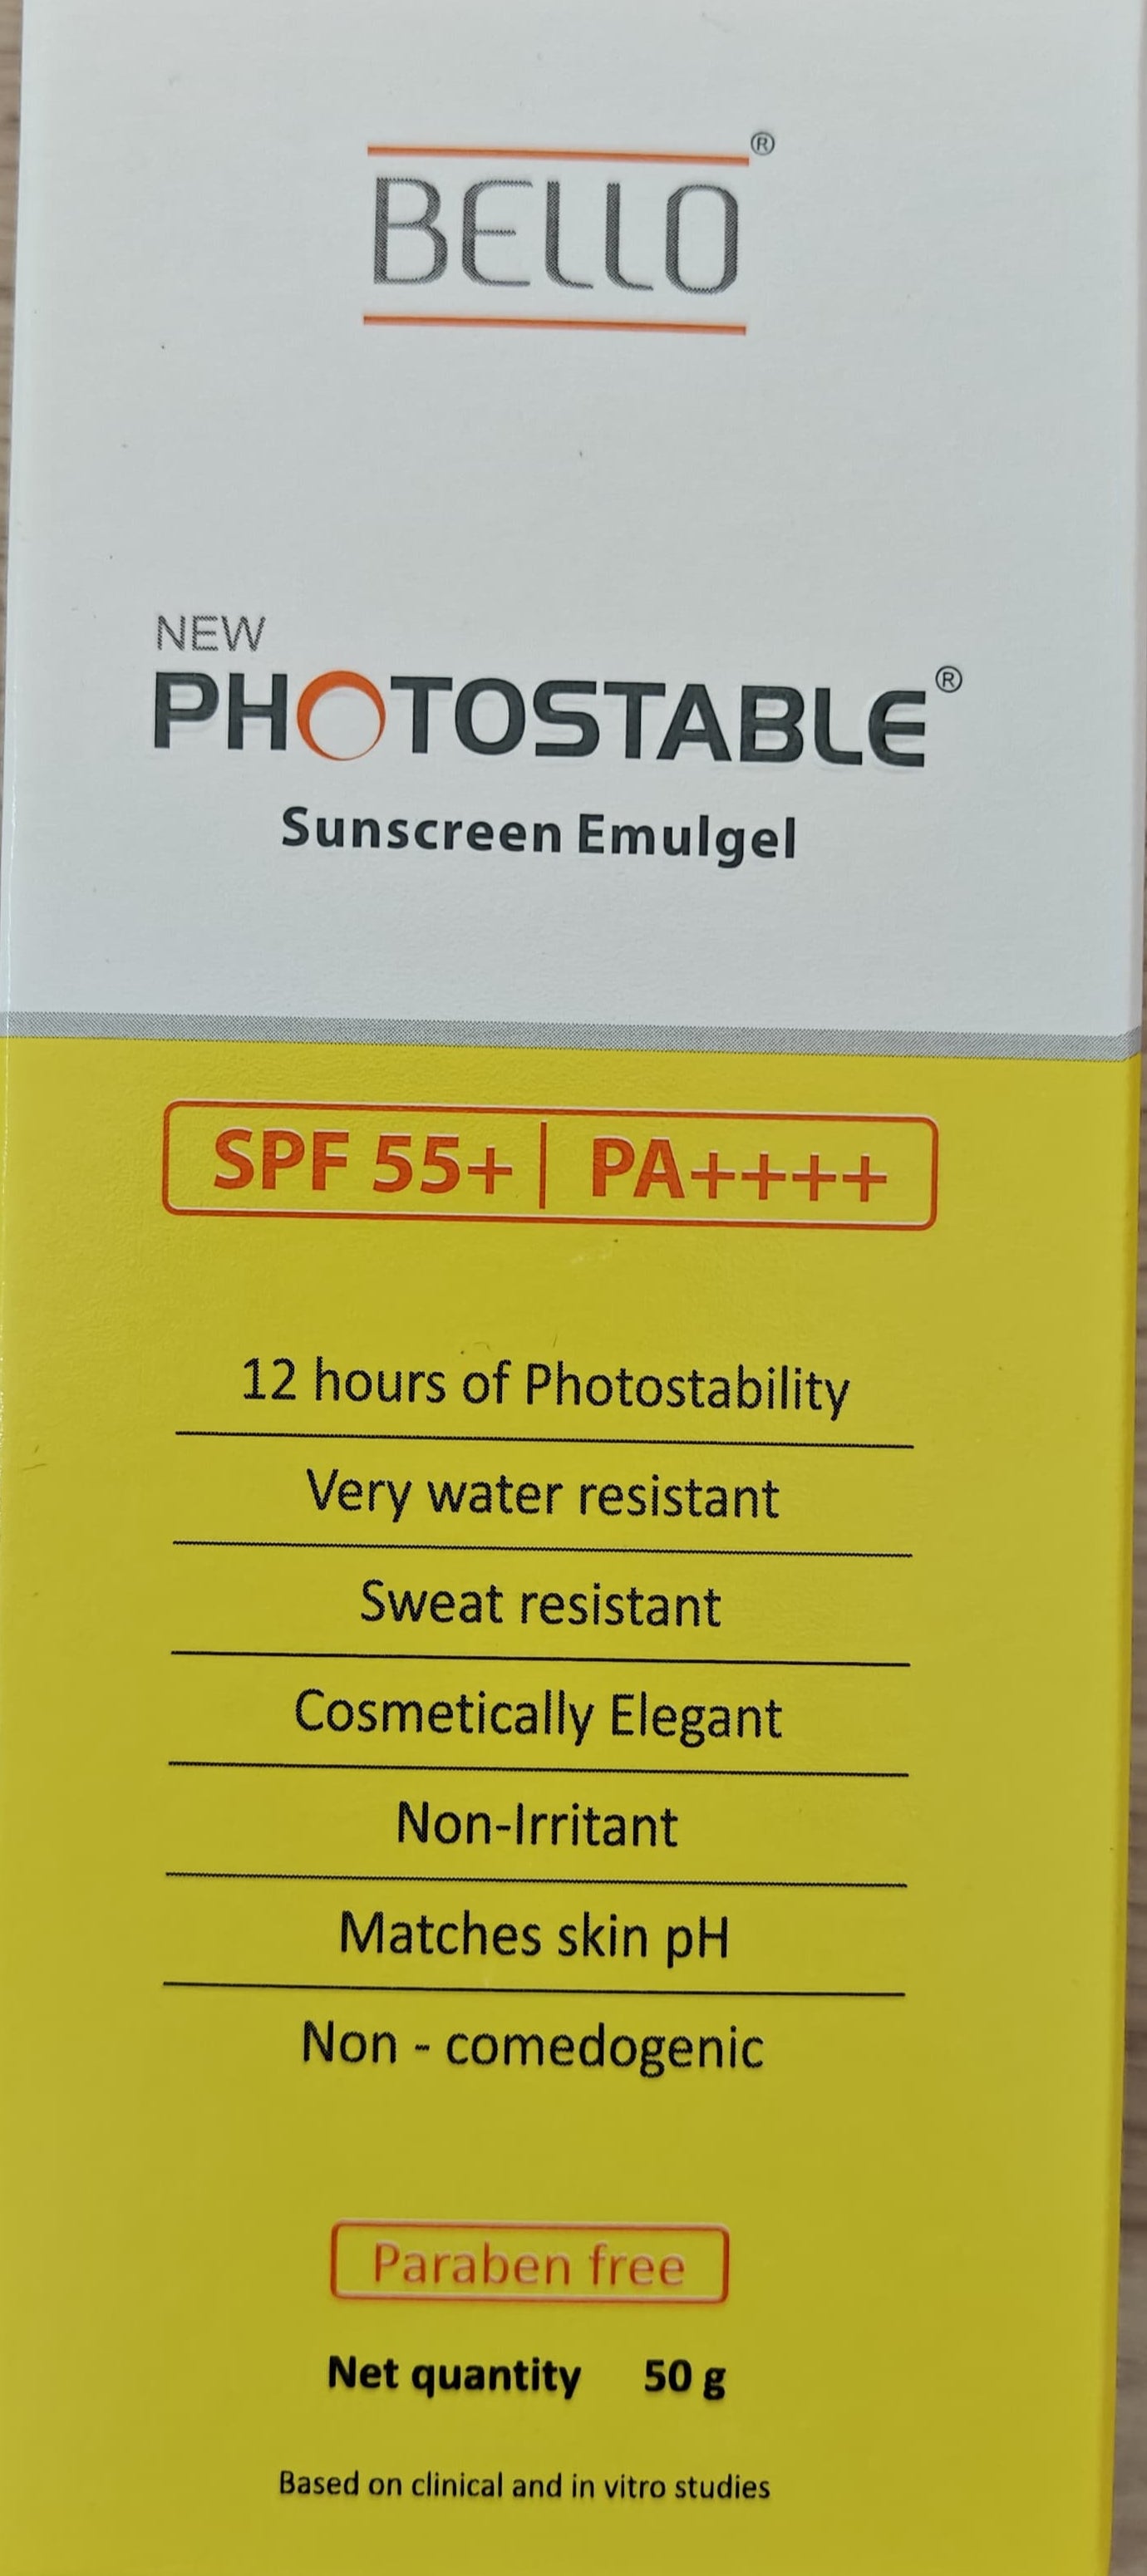 BELLO®
NEW
PHOTOSTABLE®
Sunscreen Emulgel
SPF 55+ | PA++++
12 hours of Photostability
Very water resistant
Sweat resistant
Cosmetically Elegant
Non-Irritant
Matches skin pH
Non - comedogenic
Paraben free
Net quantity 50 g
Based on clinical and in vitro studies